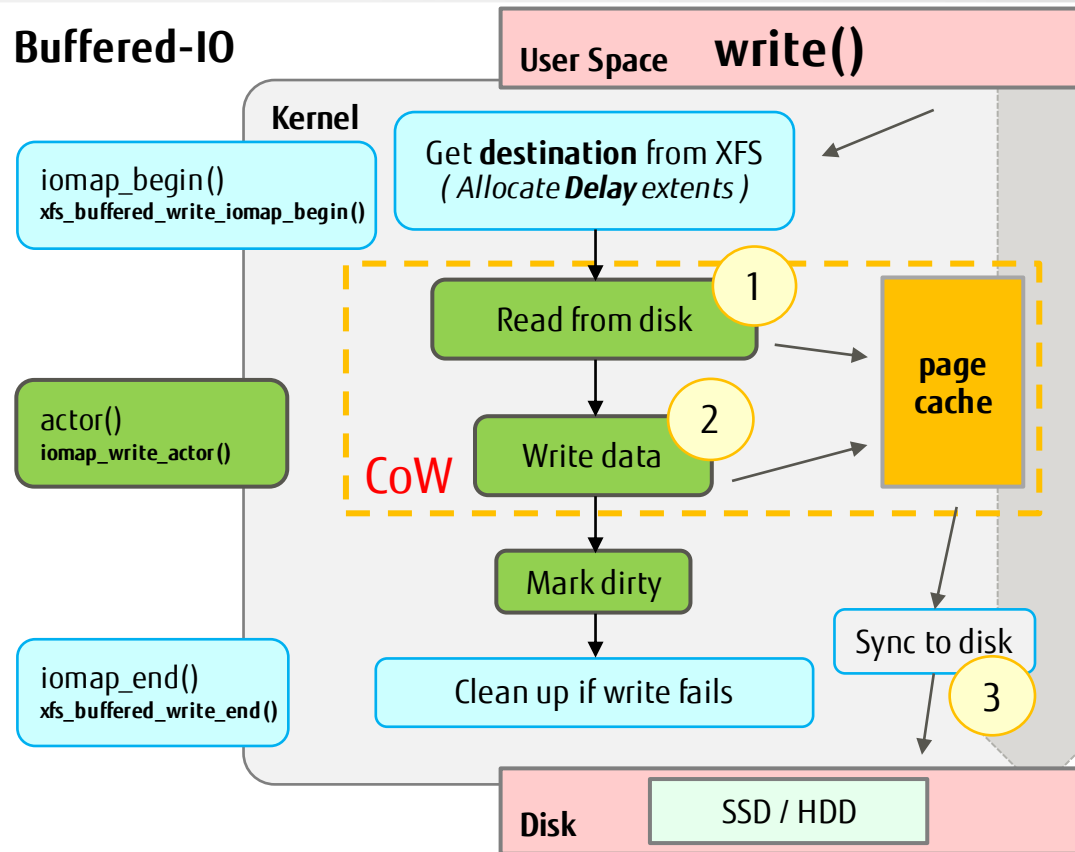 Buffered-IO
User Space write()
Kernel
Get destination from XFS
( Allocate Delay extents )
iomap_begin()
xfs_buffered_write_iomap_begin()
1
Read from disk
page
cache
actor()
iomap_write_actor()
2
Write data
CoW
Mark dirty
Sync to disk
3
iomap_end()
xfs_buffered_write_end()
Clean up if write fails
Disk
SSD / HDD